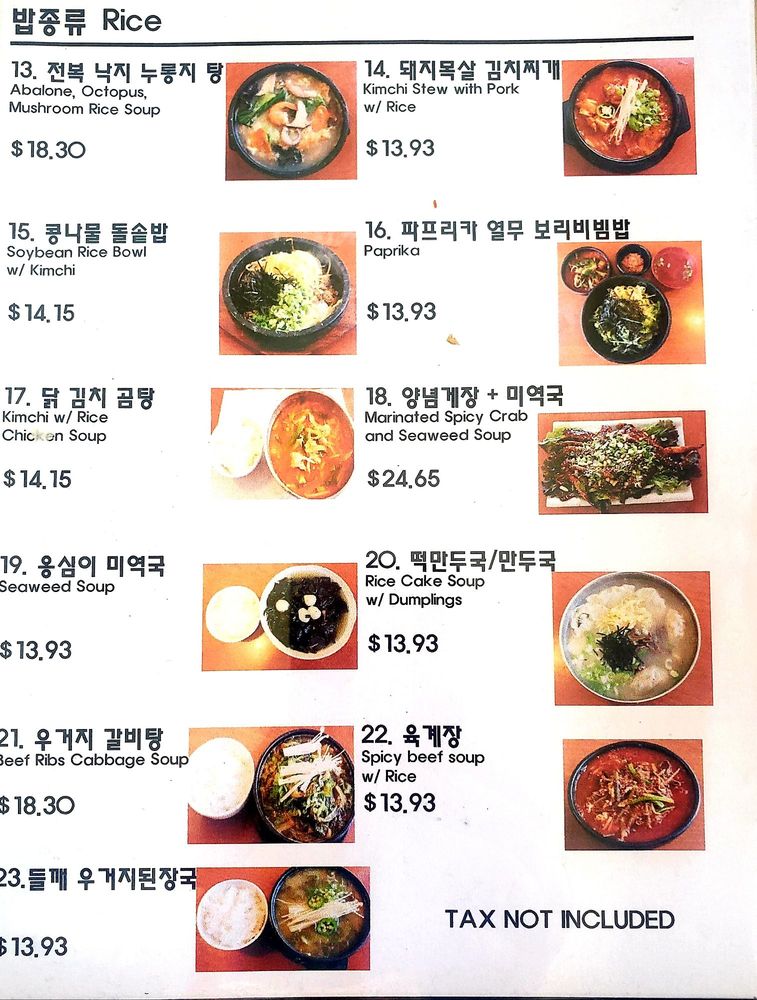 밥종류 Rice
13. 전복 낙지 누룽지 탕
Abalone, Octopus,
Mushroom Rice Soup
$18.30
14. 돼지목살 김치찌개
Kimchi Stew with Pork
w/ Rice
$13.93
15. 콩나물 돌솥밥
Soybean Rice Bowl
w/ Kimchi
$14.15
16. 파프리카 열무 보리비빔밥
Paprika
$13.93
17. 닭 김치 곰탕
Kimchi w/ Rice
Chicken Soup
$14.15
18. 양념게장 + 미역국
Marinated Spicy Crab
and Seaweed Soup
$24.65
19. 옹심이 미역국
Seaweed Soup
$13.93
20. 떡만두국/만두국
Rice Cake Soup
w/ Dumplings
$13.93
21. 우거지 갈비탕
Beef Ribs Cabbage Soup
$18.30
22. 육계장
Spicy beef soup
w/ Rice
$13.93
23.들깨 우거지된장국
$13.93
TAX NOT INCLUDED